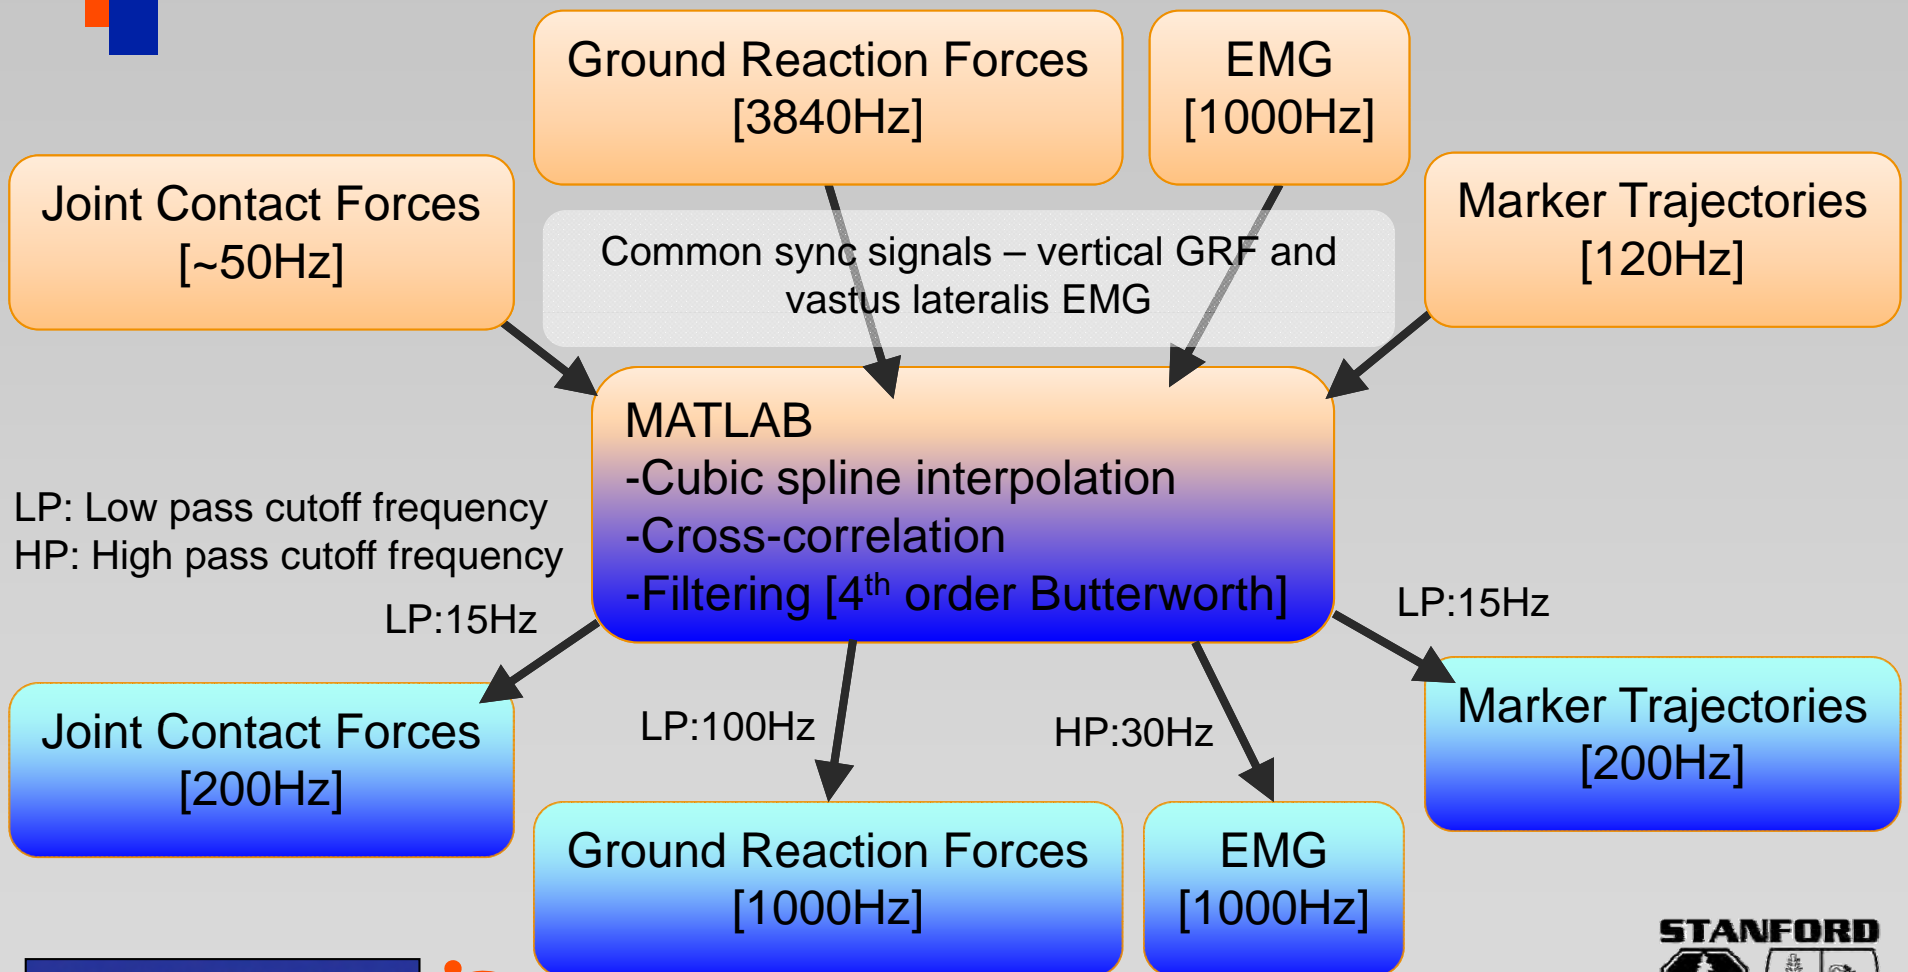 Ground Reaction Forces
[3840Hz]
EMG
[1000Hz]
Joint Contact Forces
[~50Hz]
Marker Trajectories
[120Hz]
Common sync signals – vertical GRF and
vastus lateralis EMG
MATLAB
-Cubic spline interpolation
-Cross-correlation
-Filtering [4th order Butterworth]
LP: Low pass cutoff frequency
HP: High pass cutoff frequency
LP:15Hz
LP:15Hz
LP:100Hz
HP:30Hz
Joint Contact Forces
[200Hz]
Marker Trajectories
[200Hz]
Ground Reaction Forces
[1000Hz]
EMG
[1000Hz]
STANFORD